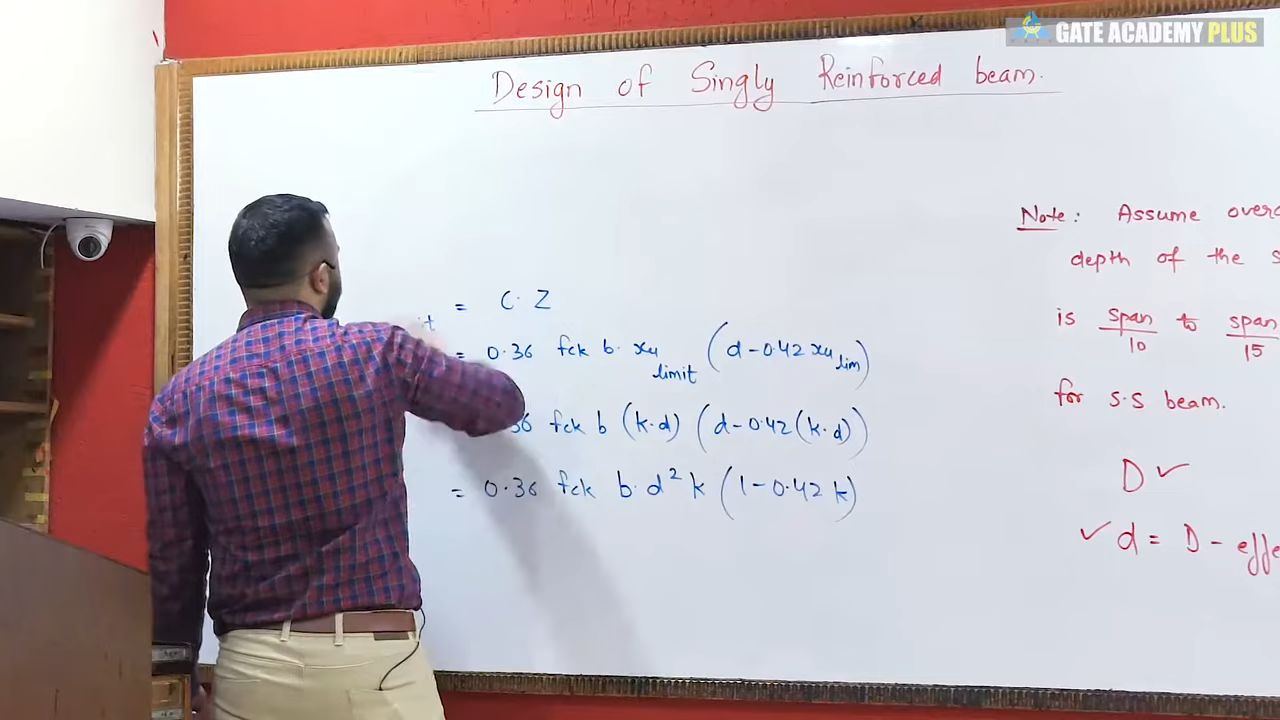 GATE ACADEMY PLUS
Design of Singly Reinforced beam.
= C. Z
= 0.36 fck b. xu limit (d - 0.42 xu lim)
36 fck b (k.d) (d - 0.42 (k.d))
= 0.36 fck b. d² k (1 - 0.42 k)
Note: Assume
depth of the
is span/10 to span/15
for S.S beam.
D ✓
✓ d = D -